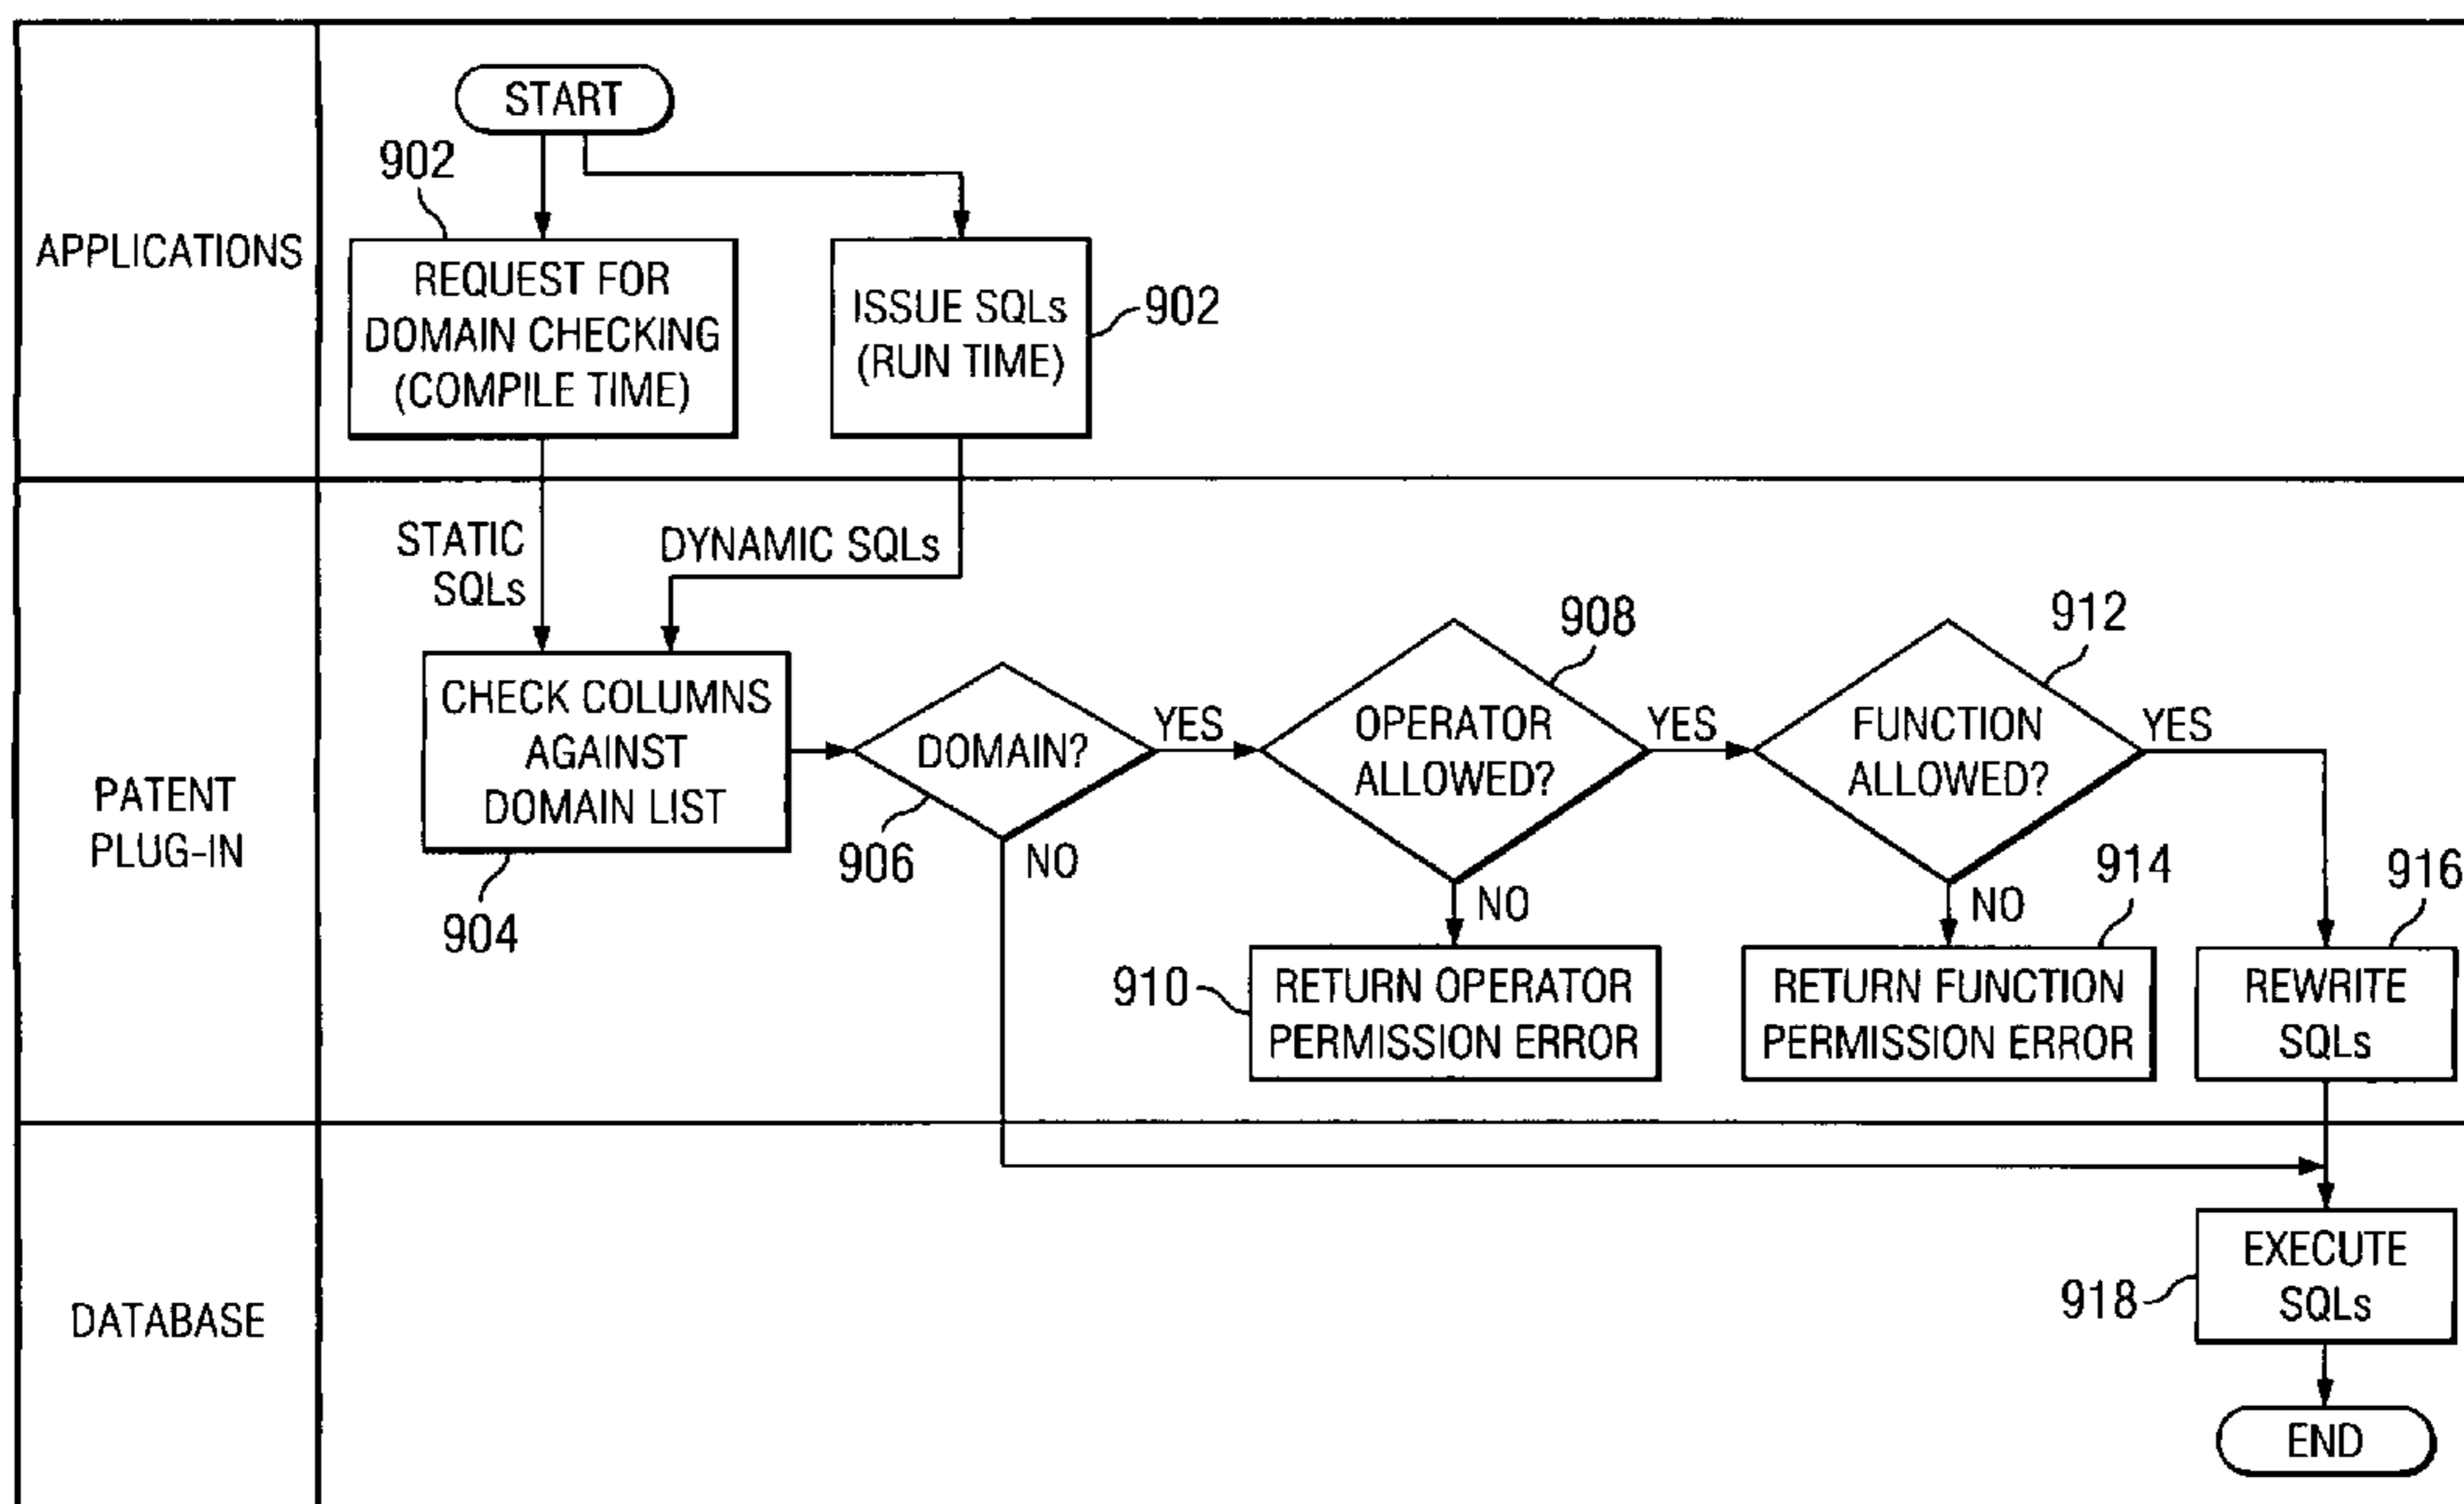 START
902
APPLICATIONS
REQUEST FOR
DOMAIN CHECKING
(COMPILE TIME)
ISSUE SQLs
(RUN TIME)
902
STATIC
SQLs
DYNAMIC SQLs
PATENT
PLUG-IN
CHECK COLUMNS
AGAINST
DOMAIN LIST
904
DOMAIN?
906
YES
NO
OPERATOR
ALLOWED?
908
YES
NO
FUNCTION
ALLOWED?
912
YES
NO
910
RETURN OPERATOR
PERMISSION ERROR
914
RETURN FUNCTION
PERMISSION ERROR
916
REWRITE
SQLs
DATABASE
918
EXECUTE
SQLs
END